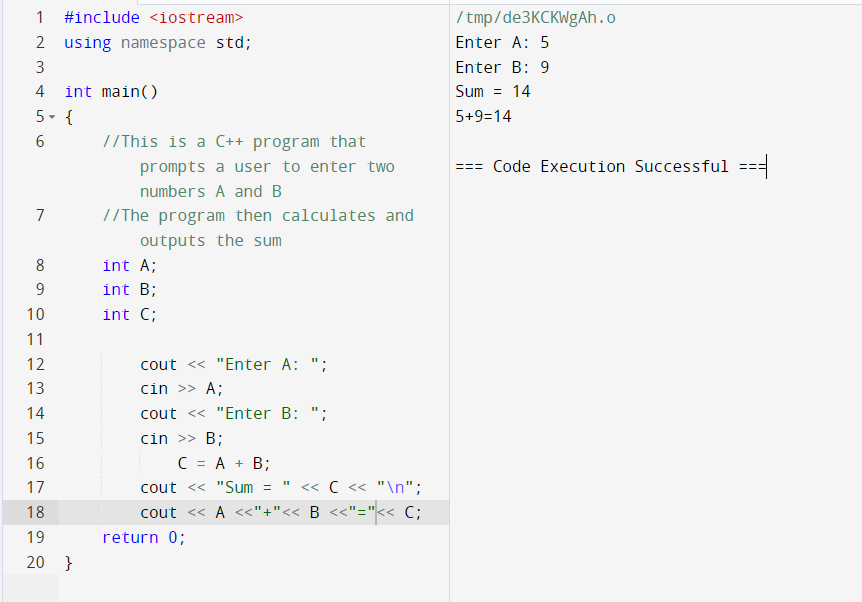 1 #include <iostream>
2 using namespace std;
3
4 int main()
5 {
6 //This is a C++ program that
prompts a user to enter two
numbers A and B
7 //The program then calculates and
outputs the sum
8 int A;
9 int B;
10 int C;
11
12 cout << "Enter A: ";
13 cin >> A;
14 cout << "Enter B: ";
15 cin >> B;
16 C = A + B;
17 cout << "Sum = " << C << "\n";
18 cout << A <<"+"<< B <<"="<< C;
19 return 0;
20 }
/tmp/de3KCKWgAh.o
Enter A: 5
Enter B: 9
Sum = 14
5+9=14
=== Code Execution Successful ===